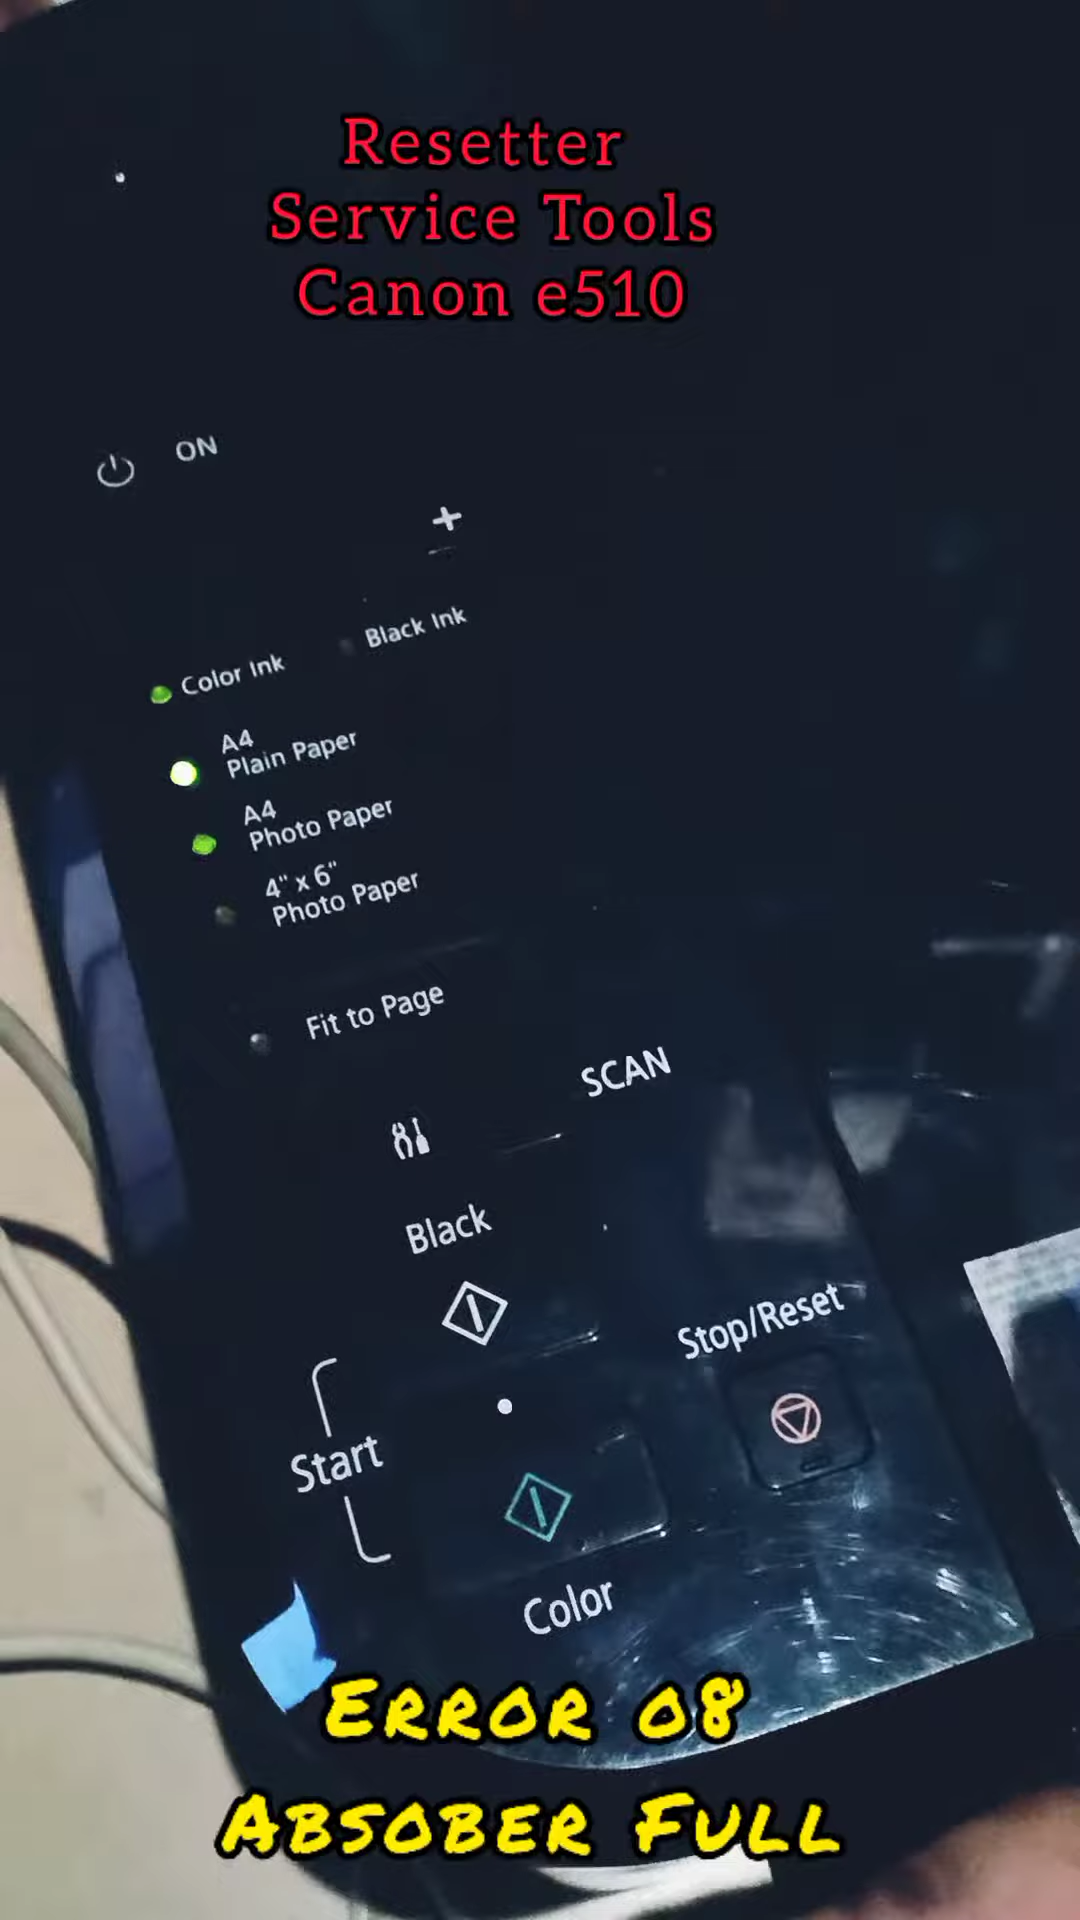 Resetter
Service Tools
Canon e510
ON
+
Black Ink
Color Ink
A4
Plain Paper
A4
Photo Paper
4" x 6"
Photo Paper
Fit to Page
SCAN
Black
Stop/Reset
Start
Color
Error 08
Absober Full